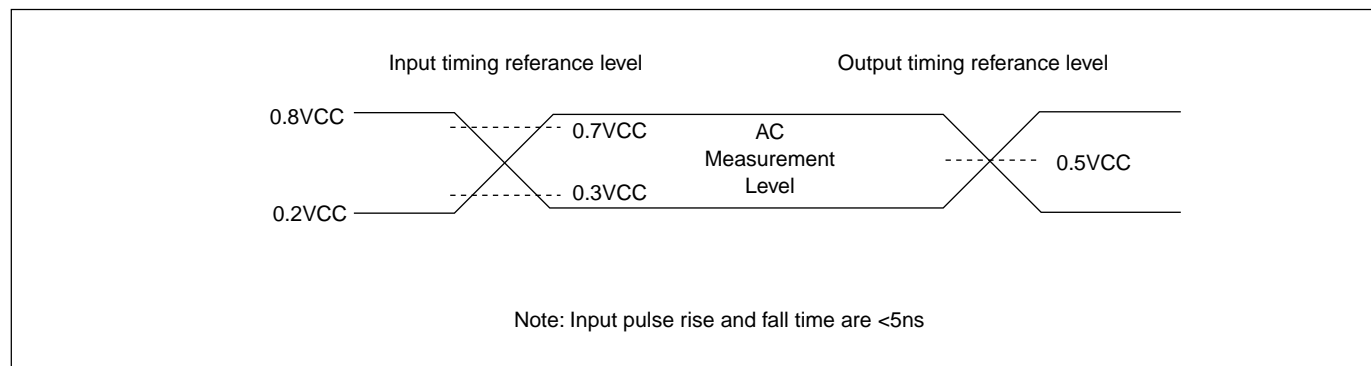 Input timing referance level
Output timing referance level
0.8VCC
0.7VCC
AC
Measurement
Level
0.5VCC
0.3VCC
0.2VCC
Note: Input pulse rise and fall time are <5ns